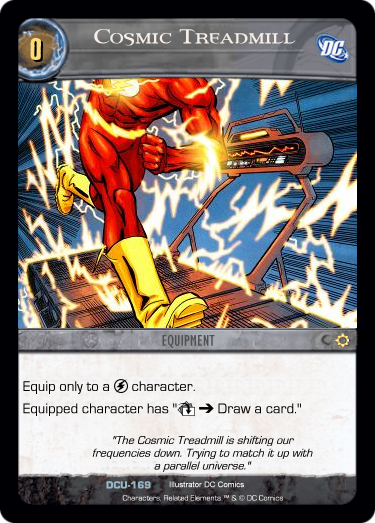 0
Cosmic Treadmill
DC
EQUIPMENT
Equip only to a character.
Equipped character has " ➔ Draw a card."
"The Cosmic Treadmill is shifting our
frequencies down. Trying to match it up with
a parallel universe."
DCU-169 Illustrator DC Comics
Characters, Related Elements ™ & © DC Comics